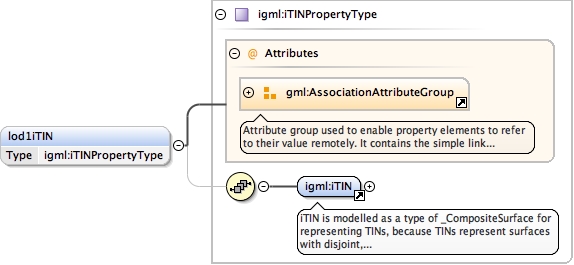 igml:iTINPropertyType
@ Attributes
gml:AssociationAttributeGroup
Attribute group used to enable property elements to refer
to their value remotely. It contains the simple link...
lod1iTIN
Type igml:iTINPropertyType
igml:iTIN
iTIN is modelled as a type of _CompositeSurface for
representing TINs, because TINs represent surfaces
with disjoint,...